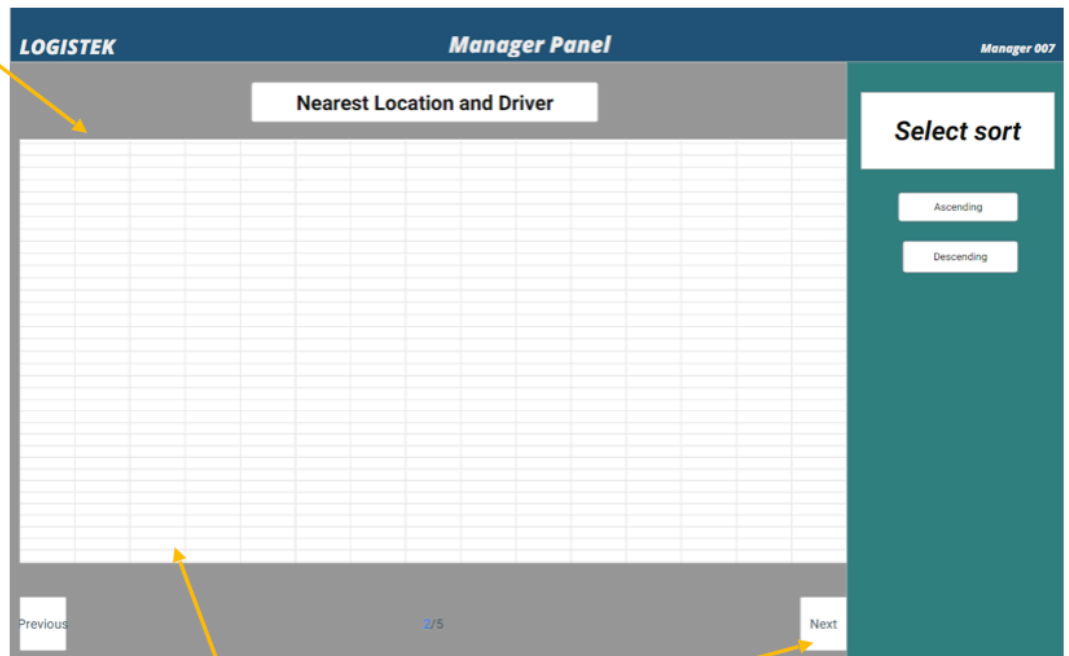 LOGISTEK
Manager Panel
Manager 007
Nearest Location and Driver
Select sort
Ascending
Descending
Previous
2/5
Next